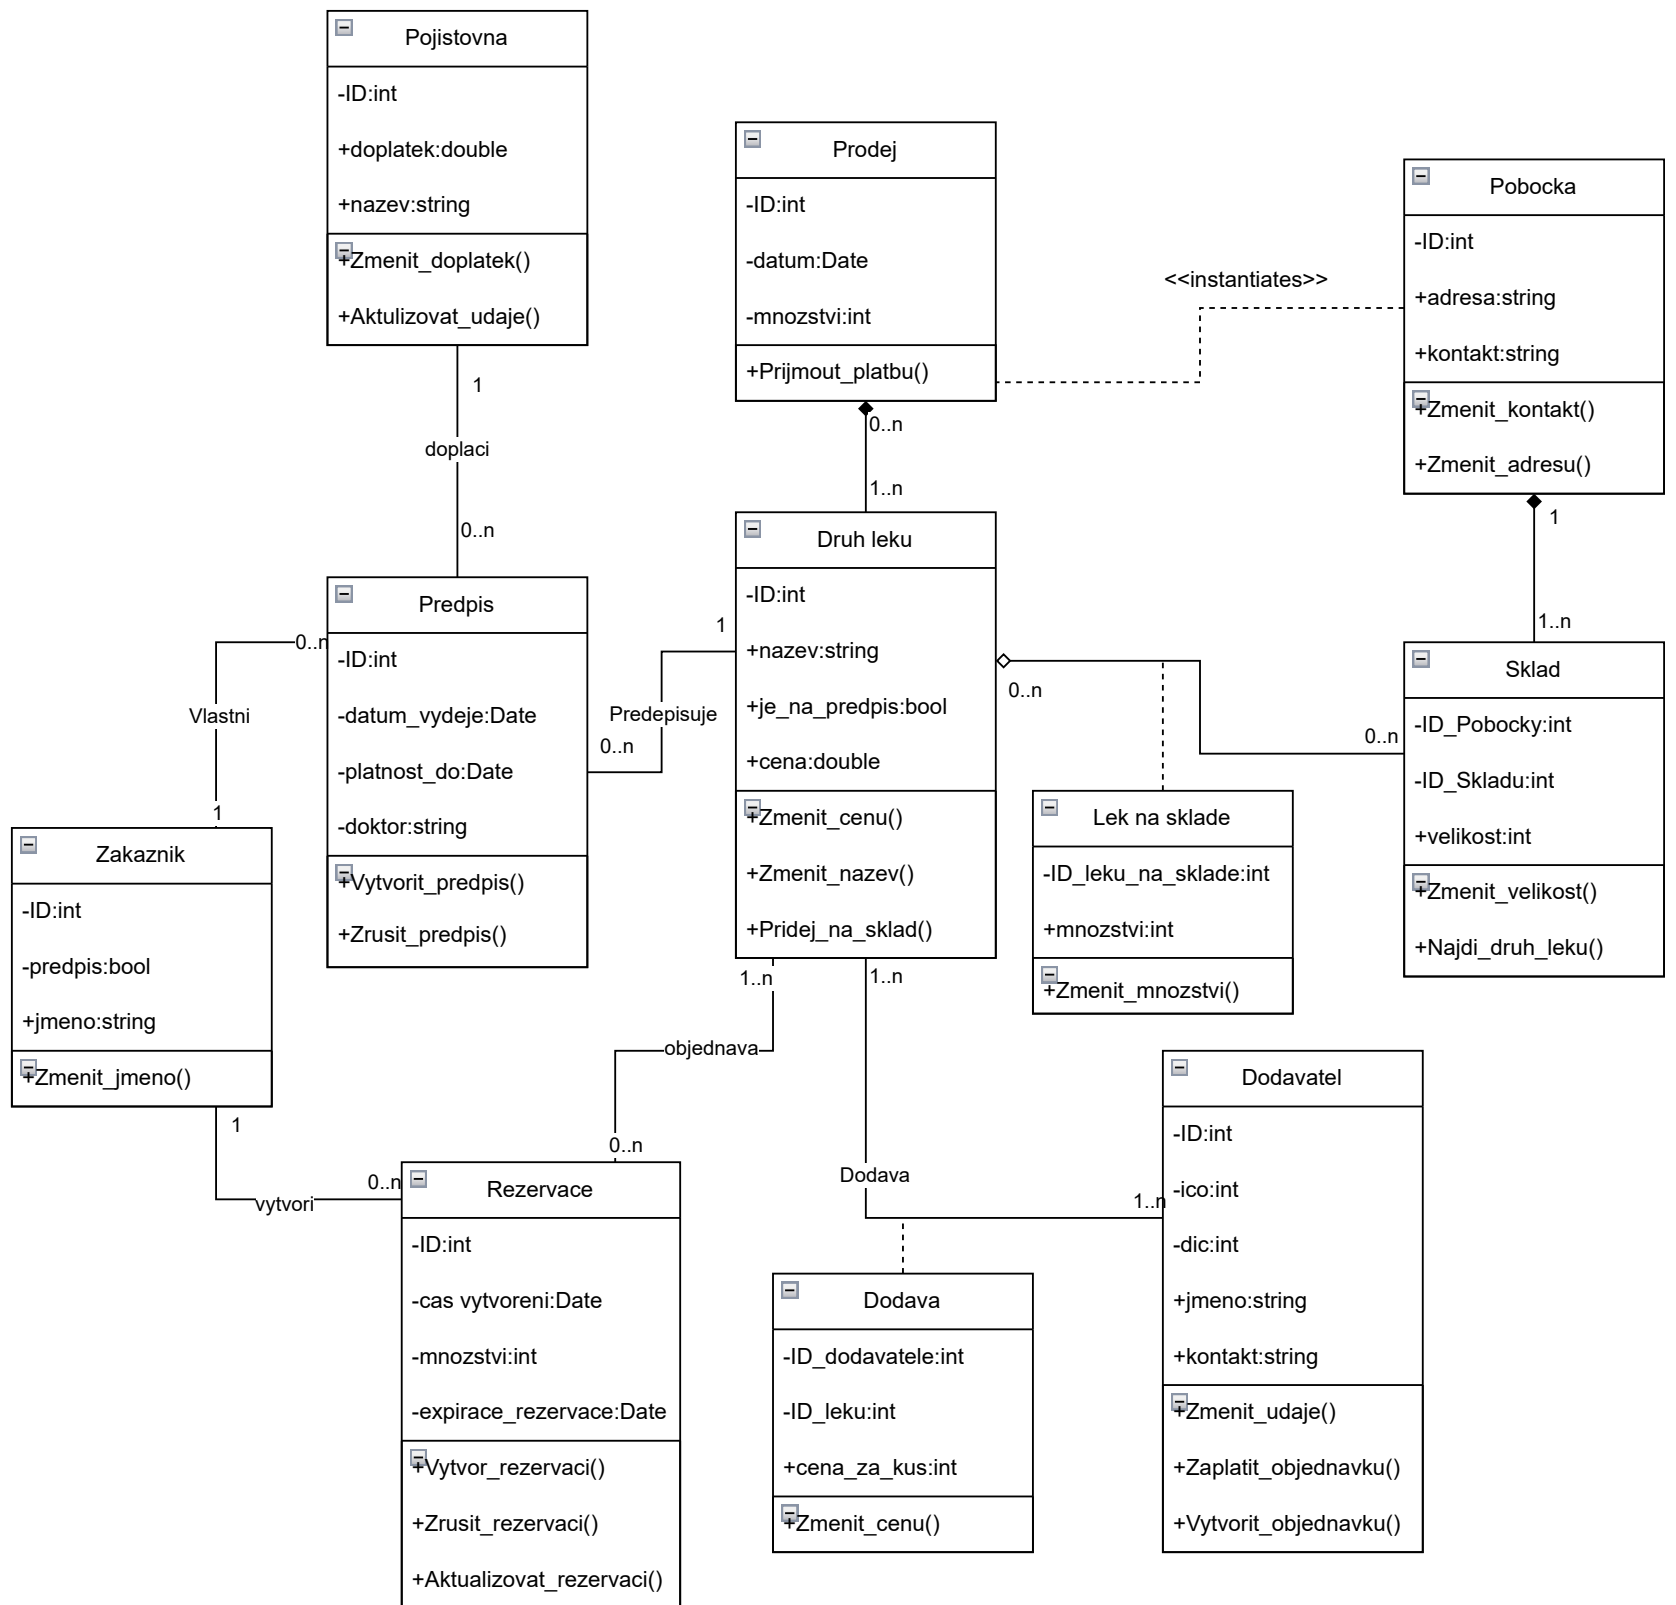 Pojistovna
-ID:int
+doplatek:double
+nazev:string
+Zmenit_doplatek()
+Aktulizovat_udaje()
1
doplaci
0..n
Prodej
-ID:int
-datum:Date
-mnozstvi:int
+Prijmout_platbu()
0..n
1..n
<<instantiates>>
Pobocka
-ID:int
+adresa:string
+kontakt:string
+Zmenit_kontakt()
+Zmenit_adresu()
1
1..n
Predpis
-ID:int
-datum_vydeje:Date
-platnost_do:Date
-doktor:string
+Vytvorit_predpis()
+Zrusit_predpis()
0..n
Vlastni
1
1
Predepisuje
0..n
Druh leku
-ID:int
+nazev:string
+je_na_predpis:bool
+cena:double
+Zmenit_cenu()
+Zmenit_nazev()
+Pridej_na_sklad()
0..n
0..n
Sklad
-ID_Pobocky:int
-ID_Skladu:int
+velikost:int
+Zmenit_velikost()
+Najdi_druh_leku()
Lek na sklade
-ID_leku_na_sklade:int
+mnozstvi:int
+Zmenit_mnozstvi()
Zakaznik
-ID:int
-predpis:bool
+jmeno:string
+Zmenit_jmeno()
1
vytvori
0..n
1..n
objednava
0..n
1..n
Dodava
1..n
Rezervace
-ID:int
-cas vytvoreni:Date
-mnozstvi:int
-expirace_rezervace:Date
+Vytvor_rezervaci()
+Zrusit_rezervaci()
+Aktualizovat_rezervaci()
Dodava
-ID_dodavatele:int
-ID_leku:int
+cena_za_kus:int
+Zmenit_cenu()
Dodavatel
-ID:int
-ico:int
-dic:int
+jmeno:string
+kontakt:string
+Zmenit_udaje()
+Zaplatit_objednavku()
+Vytvorit_objednavku()